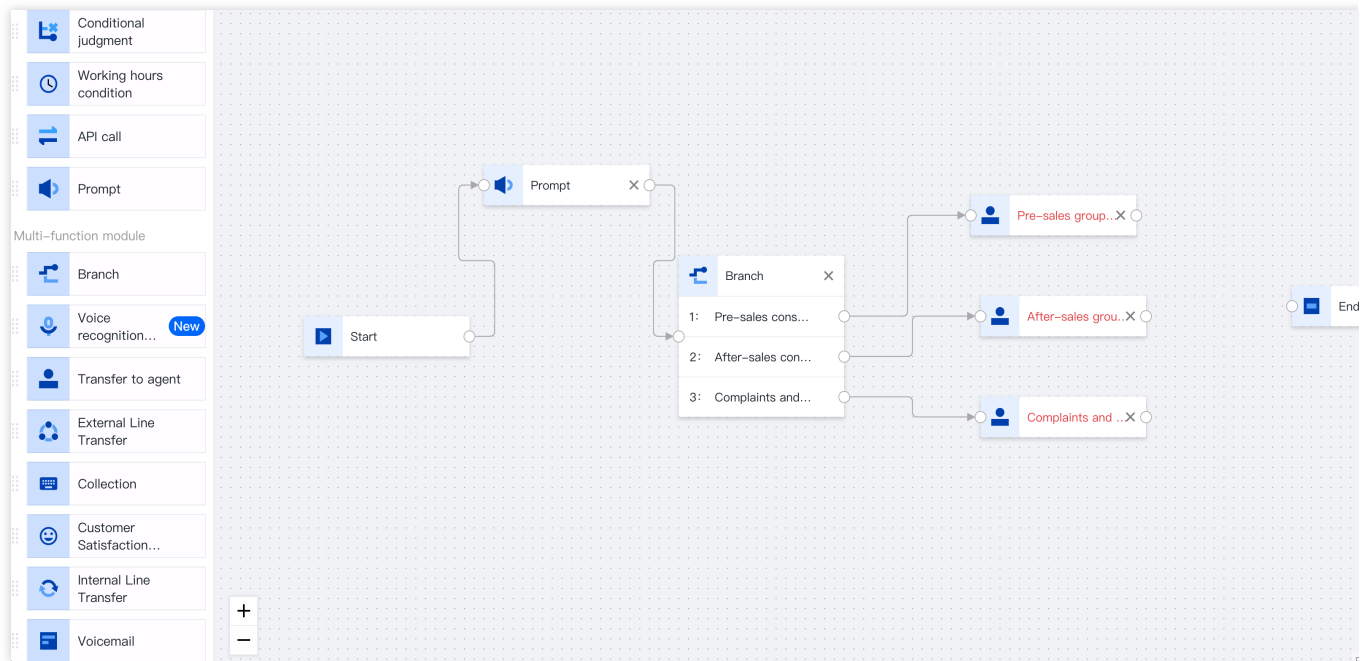 Conditional
judgment
Working hours
condition
API call
Prompt
Multi-function module
Branch
Voice
recognition...
New
Transfer to agent
External Line
Transfer
Collection
Customer
Satisfaction...
Internal Line
Transfer
Voicemail
Start
Prompt
Branch
1: Pre-sales cons...
2: After-sales con...
3: Complaints and...
Pre-sales group...
After-sales grou...
Complaints and ...
End
+
−